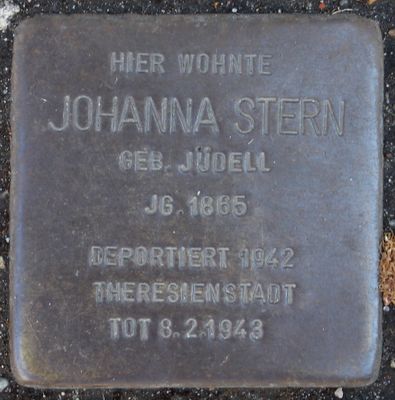 HIER WOHNTE
JOHANNA STERN
GEB. JÜDELL
JG. 1865
DEPORTIERT 1942
THERESIENSTADT
TOT 8.2.1943